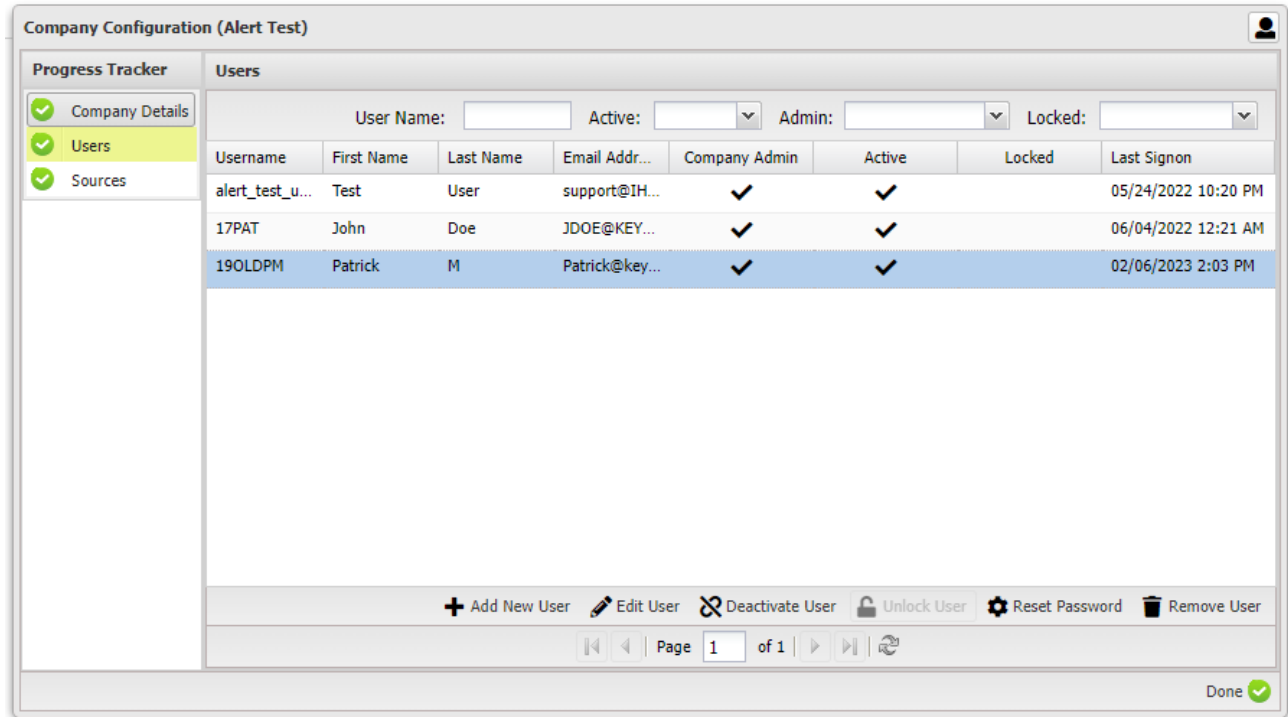 Company Configuration (Alert Test)
Progress Tracker
Company Details
Users
Sources
Users
User Name: Active: Admin: Locked:
Username First Name Last Name Email Addr... Company Admin Active Locked Last Signon
alert_test_u... Test User support@IH... 05/24/2022 10:20 PM
17PAT John Doe JDOE@KEY... 06/04/2022 12:21 AM
19OLDPM Patrick M Patrick@key... 02/06/2023 2:03 PM
Add New User Edit User Deactivate User Unlock User Reset Password Remove User
Page 1 of 1
Done